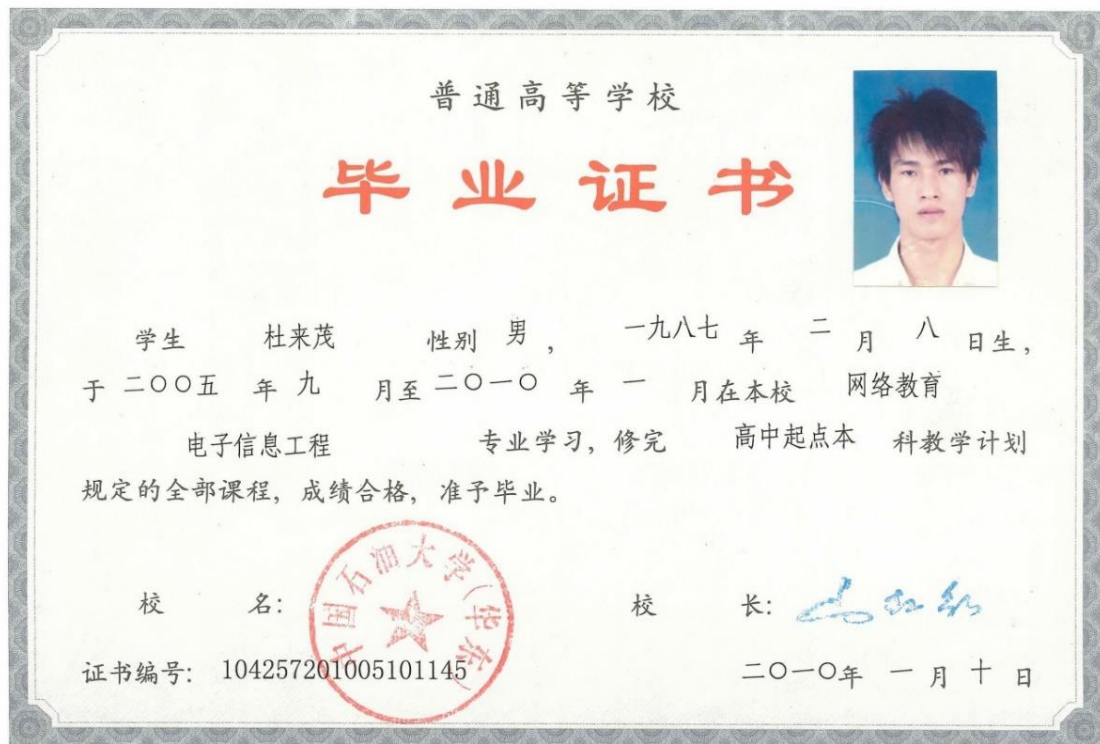 普通高等学校
毕业证书
学生 杜来茂 性别 男, 一九八七 年 二 月 八 日生,
于 二〇〇五 年 九 月至 二〇一〇 年 一 月在本校 网络教育
电子信息工程 专业学习, 修完 高中起点本 科教学计划
规定的全部课程, 成绩合格, 准予毕业。
中国石油大学(华东)
校 名: 校 长:
证书编号: 104257201005101145 二〇一〇年 一 月 十 日